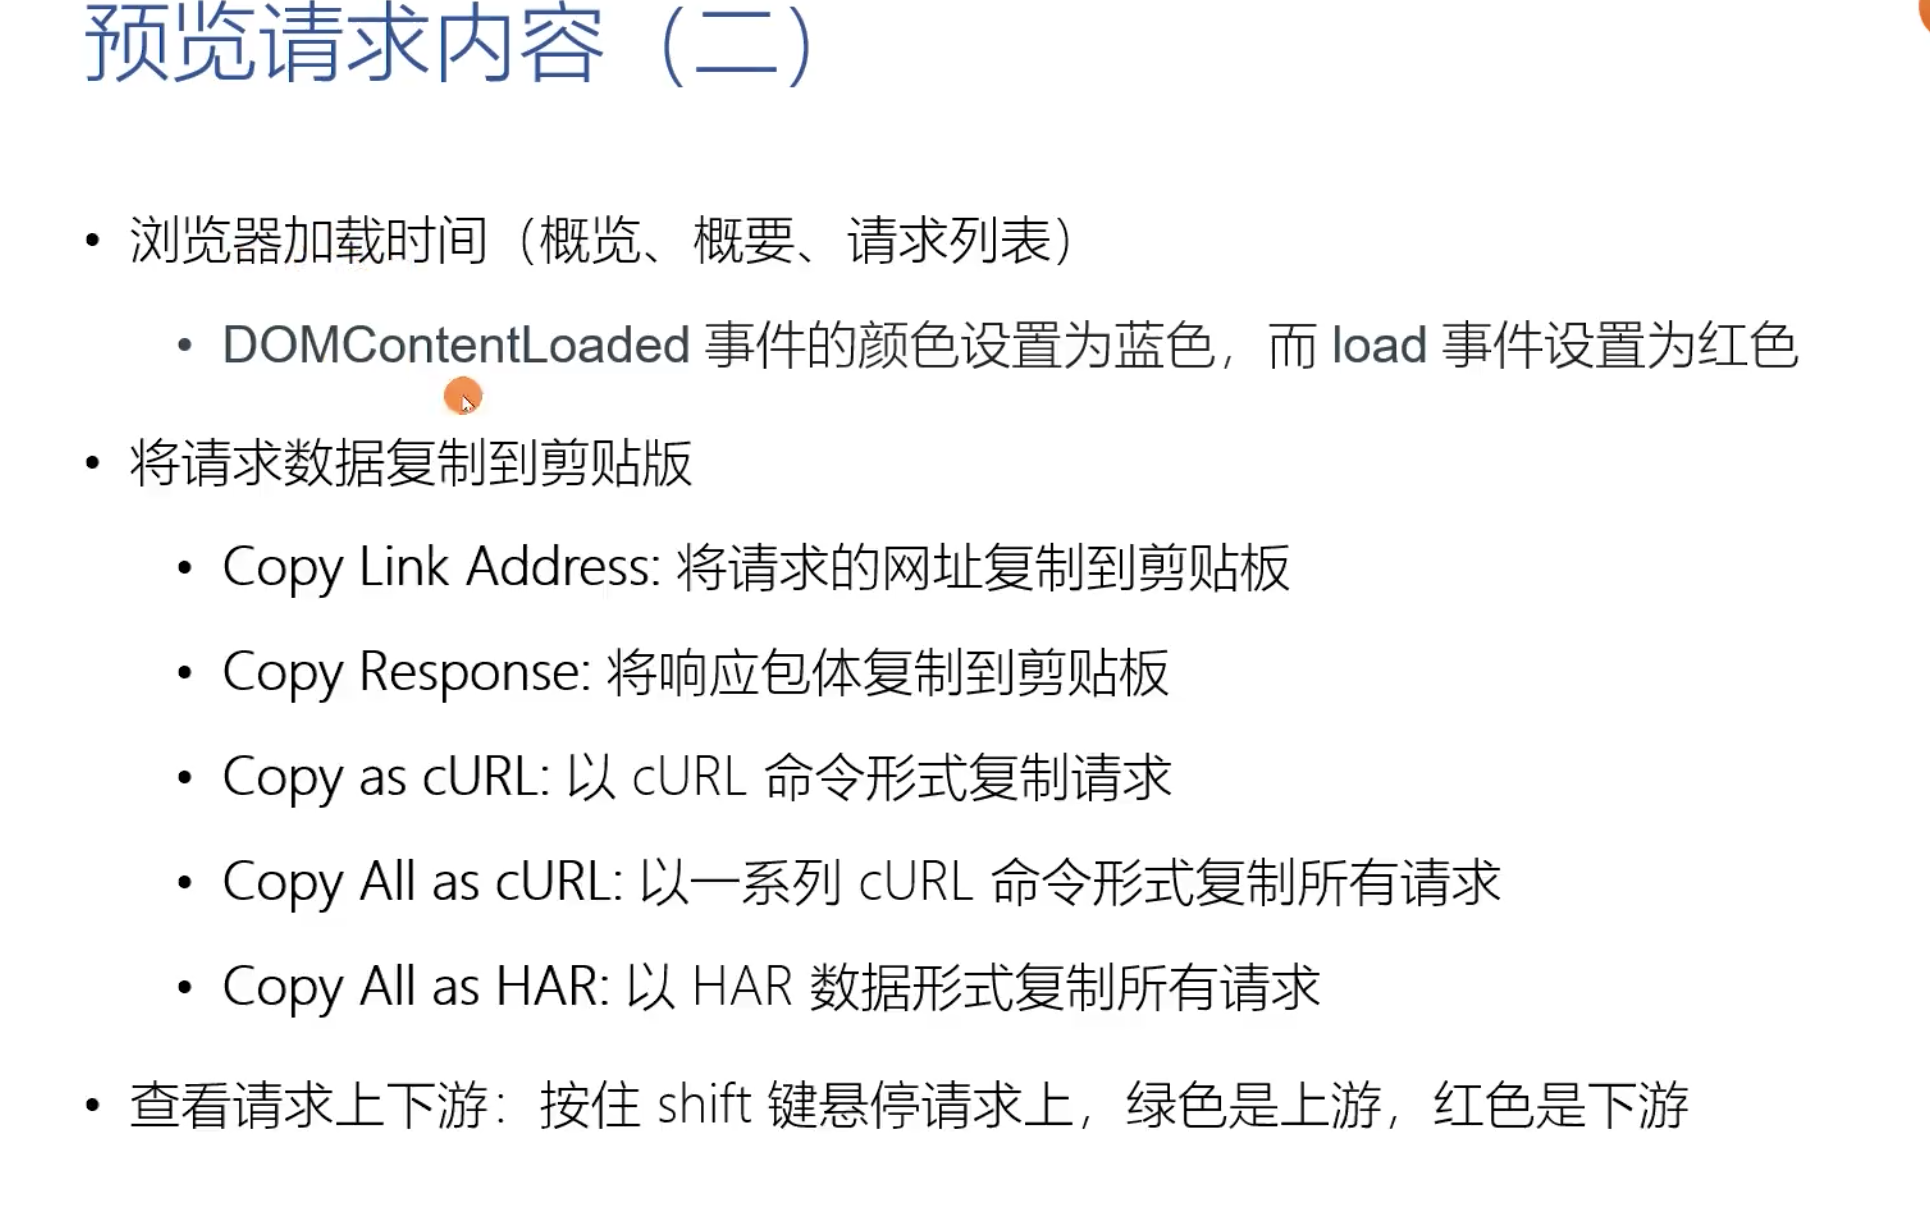 预览请求内容（二）
• 浏览器加载时间（概览、概要、请求列表）
• DOMContentLoaded 事件的颜色设置为蓝色，而 load 事件设置为红色
• 将请求数据复制到剪贴版
• Copy Link Address: 将请求的网址复制到剪贴板
• Copy Response: 将响应包体复制到剪贴板
• Copy as cURL: 以 cURL 命令形式复制请求
• Copy All as cURL: 以一系列 cURL 命令形式复制所有请求
• Copy All as HAR: 以 HAR 数据形式复制所有请求
• 查看请求上下游：按住 shift 键悬停请求上，绿色是上游，红色是下游